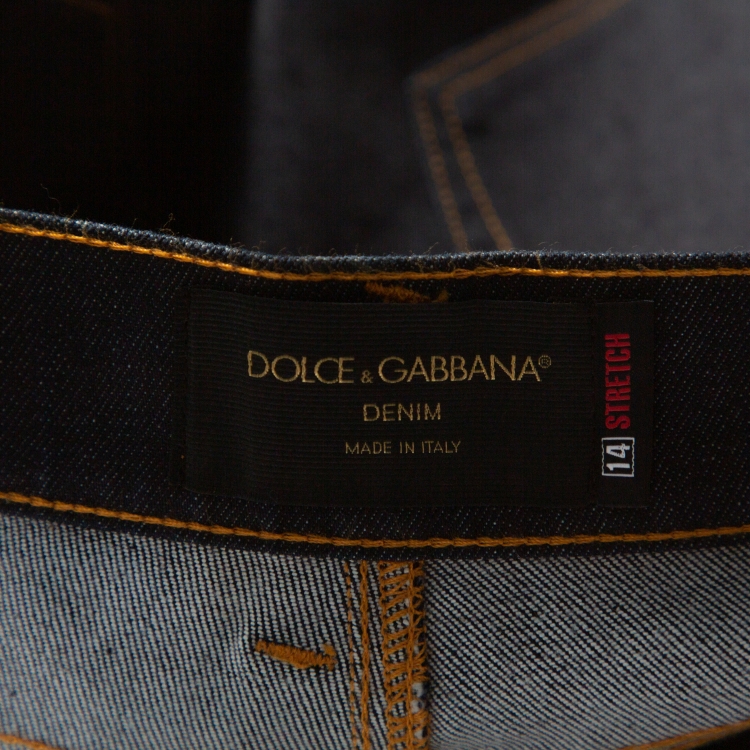 DOLCE & GABBANA®
DENIM
MADE IN ITALY
14 STRETCH